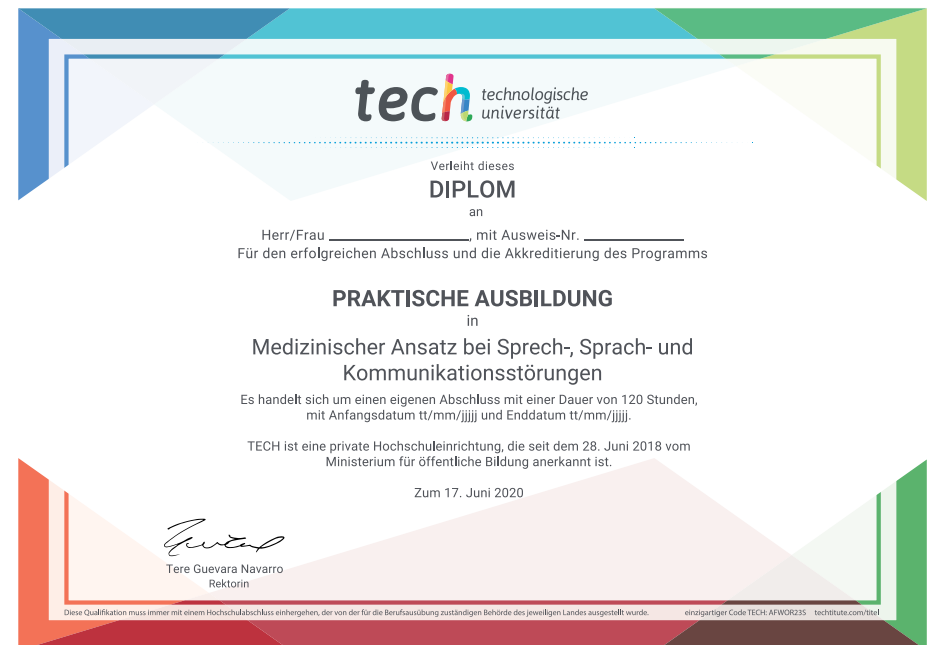 tech technologische
universität
Verleiht dieses
DIPLOM
an
Herr/Frau ____________________, mit Ausweis-Nr. ______________
Für den erfolgreichen Abschluss und die Akkreditierung des Programms
PRAKTISCHE AUSBILDUNG
in
Medizinischer Ansatz bei Sprech-, Sprach- und
Kommunikationsstörungen
Es handelt sich um einen eigenen Abschluss mit einer Dauer von 120 Stunden,
mit Anfangsdatum tt/mm/jjjjj und Enddatum tt/mm/jjjjj.
TECH ist eine private Hochschuleinrichtung, die seit dem 28. Juni 2018 vom
Ministerium für öffentliche Bildung anerkannt ist.
Zum 17. Juni 2020
Tere Guevara Navarro
Rektorin
Diese Qualifikation muss immer mit einem Hochschulabschluss einhergehen, der von der für die Berufsausübung zuständigen Behörde des jeweiligen Landes ausgestellt wurde. einzigartiger Code TECH: AFWOR23S techtitute.com/titel